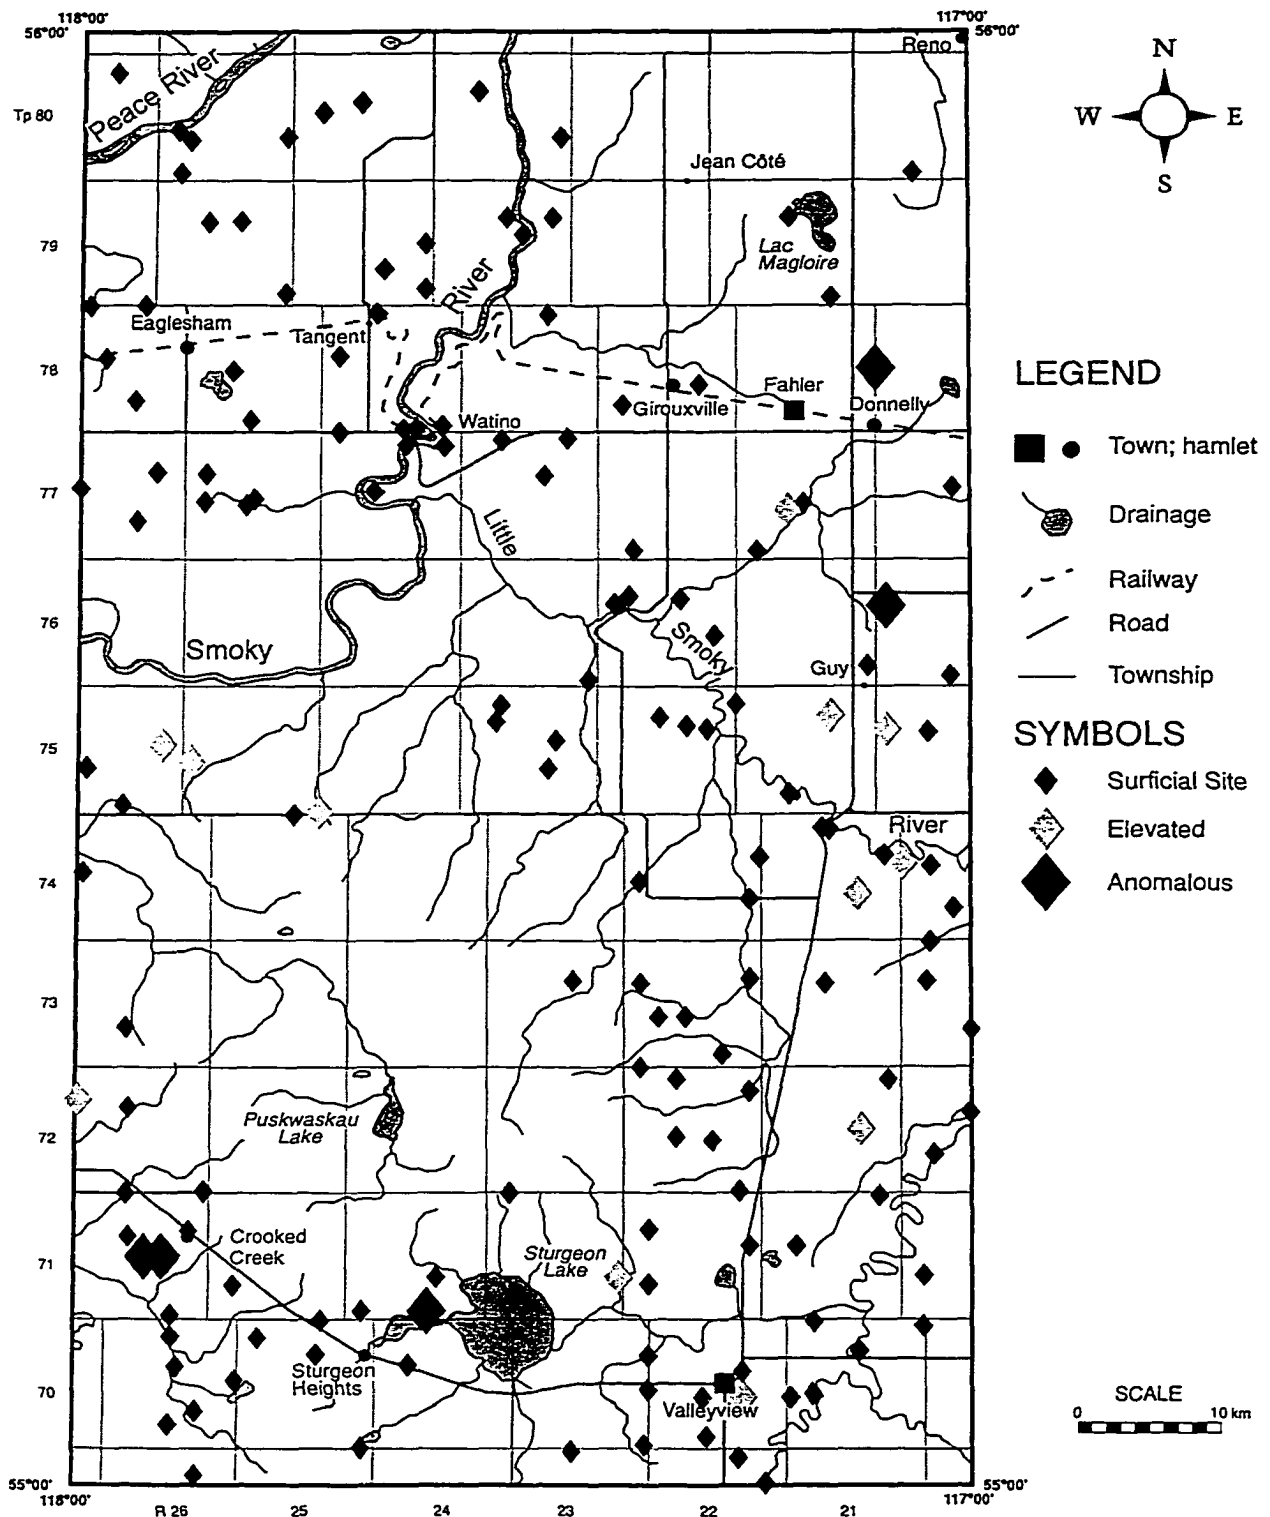 118°00'
117°00'
56°00'
56°00'
Reno
N
W
E
S
Peace River
Tp 80
Jean Côté
79
Lac
Magloire
River
Eaglesham
Tangent
78
Fahler
Girouxville
Donnelly
Watino
77
Little
76
Smoky
Smoky
Guy
75
River
74
73
Puskwaskau
Lake
72
Crooked
Creek
Sturgeon
Lake
71
Sturgeon
Heights
70
Valleyview
55°00'
55°00'
118°00'
117°00'
R 26
25
24
23
22
21
LEGEND
Town; hamlet
Drainage
Railway
Road
Township
SYMBOLS
Surficial Site
Elevated
Anomalous
SCALE
0
10 km